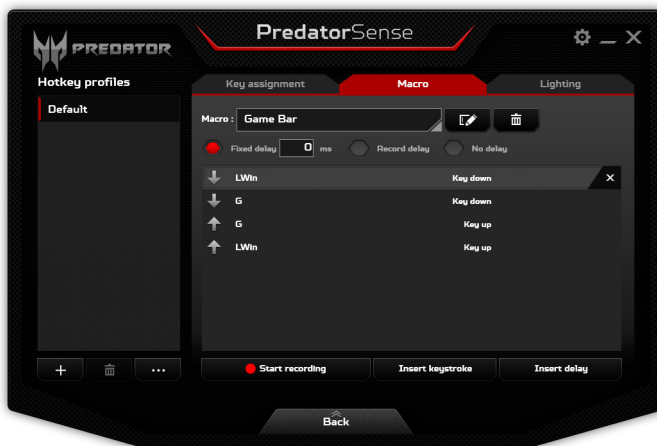 PREDATOR
PredatorSense
Hotkey profiles
Default
Key assignment
Macro
Lighting
Macro : Game Bar
Fixed delay 0 ms Record delay No delay
LWin Key down
G Key down
G Key up
LWin Key up
Start recording
Insert keystroke
Insert delay
Back